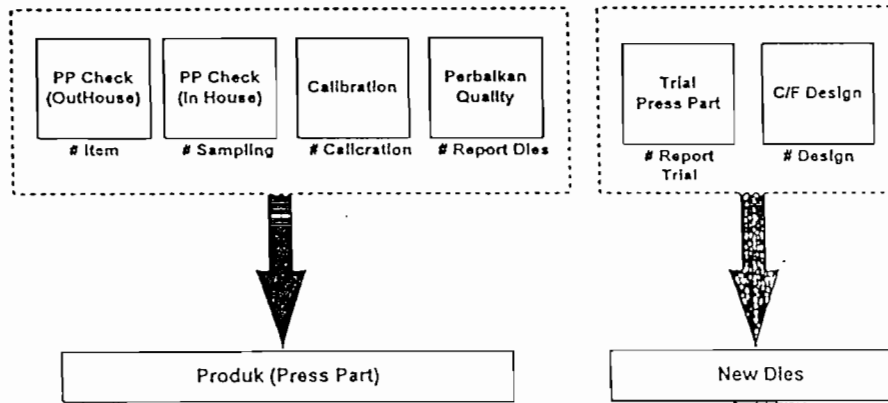 PP Check
(OutHouse)
PP Check
(In House)
Calibration
Perbaikan
Quality
Trial
Press Part
C/F Design
# Item
# Sampling
# Calicration
# Report Dies
# Report
Trial
# Design
Produk (Press Part)
New Dies